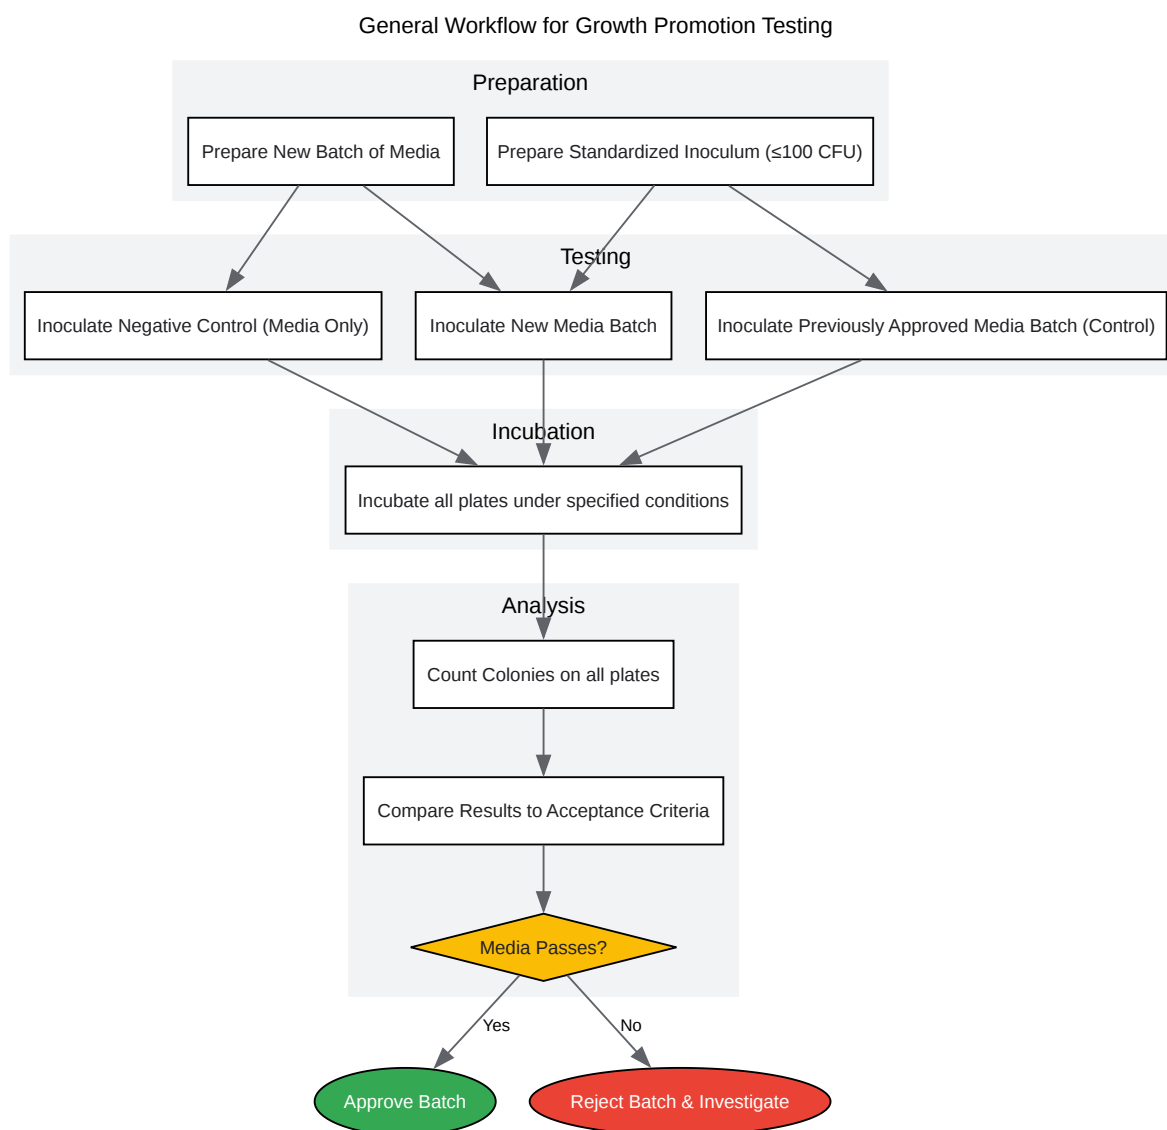 General Workflow for Growth Promotion Testing
Preparation
Prepare New Batch of Media
Prepare Standardized Inoculum (≤100 CFU)
Testing
Inoculate Negative Control (Media Only)
Inoculate New Media Batch
Inoculate Previously Approved Media Batch (Control)
Incubation
Incubate all plates under specified conditions
Analysis
Count Colonies on all plates
Compare Results to Acceptance Criteria
Media Passes?
Yes
No
Approve Batch
Reject Batch & Investigate